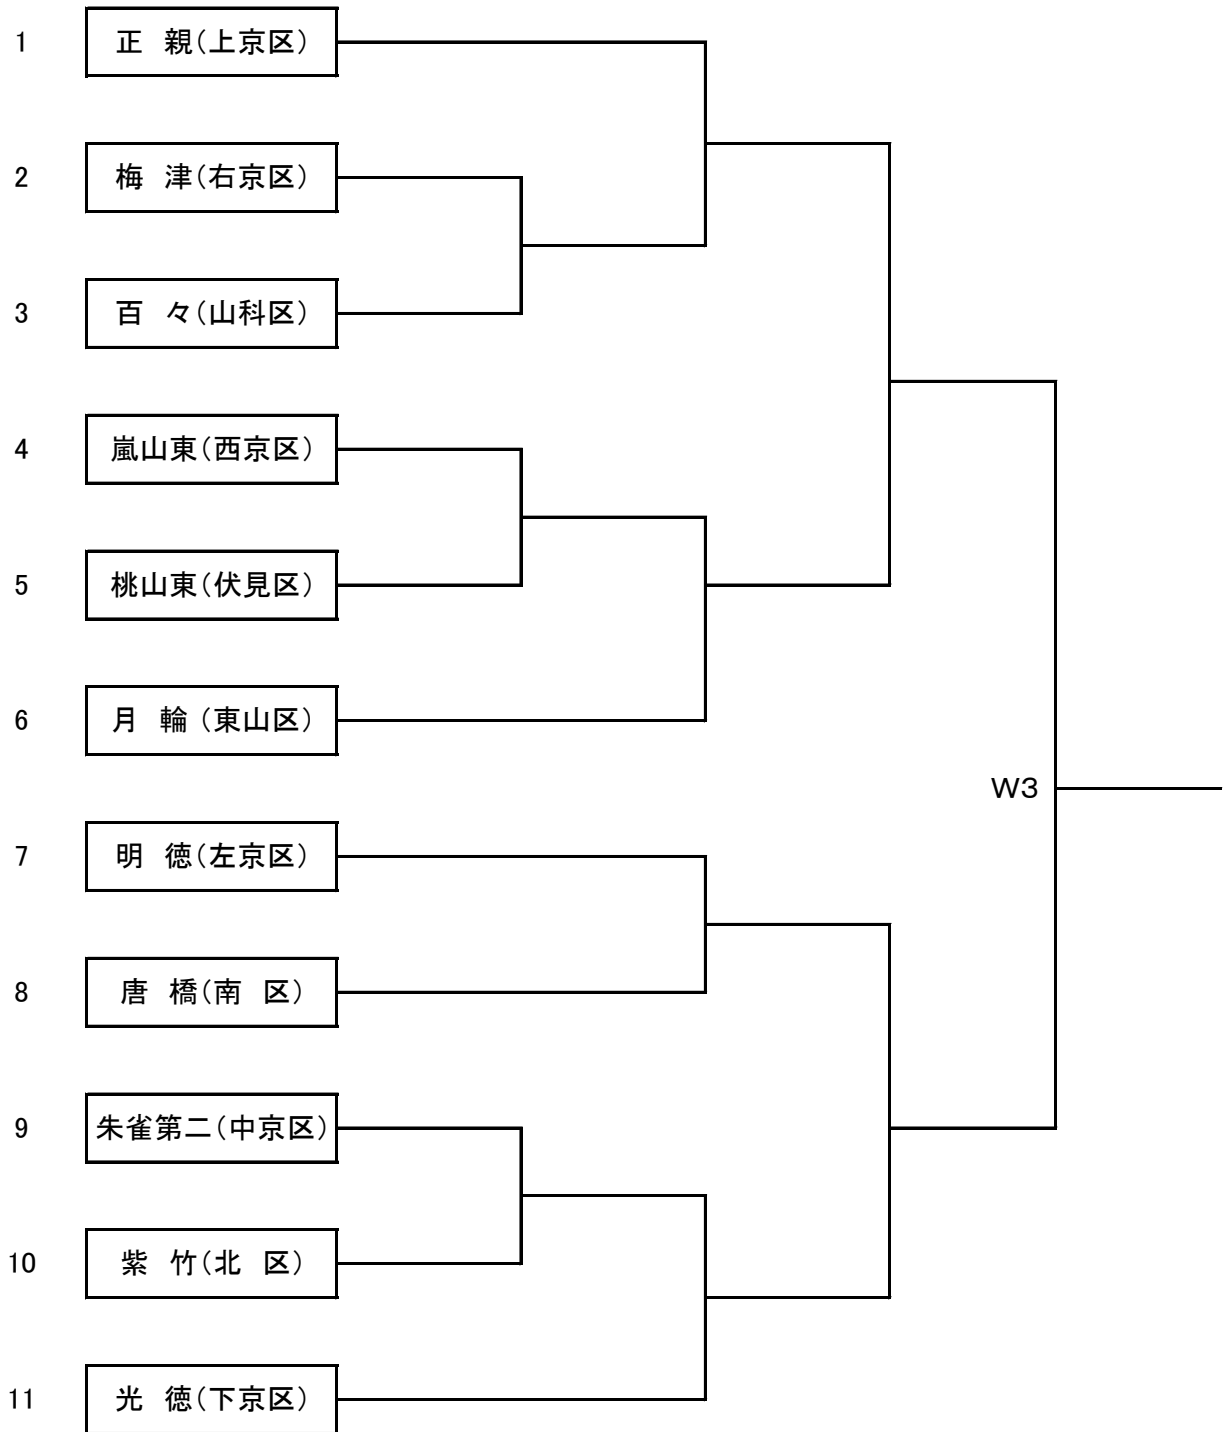 1 正 親(上京区)
2 梅 津(右京区)
3 百 々(山科区)
4 嵐山東(西京区)
5 桃山東(伏見区)
6 月 輪 (東山区)
W3
7 明 徳(左京区)
8 唐 橋(南 区)
9 朱雀第二(中京区)
10 紫 竹(北 区)
11 光 徳(下京区)